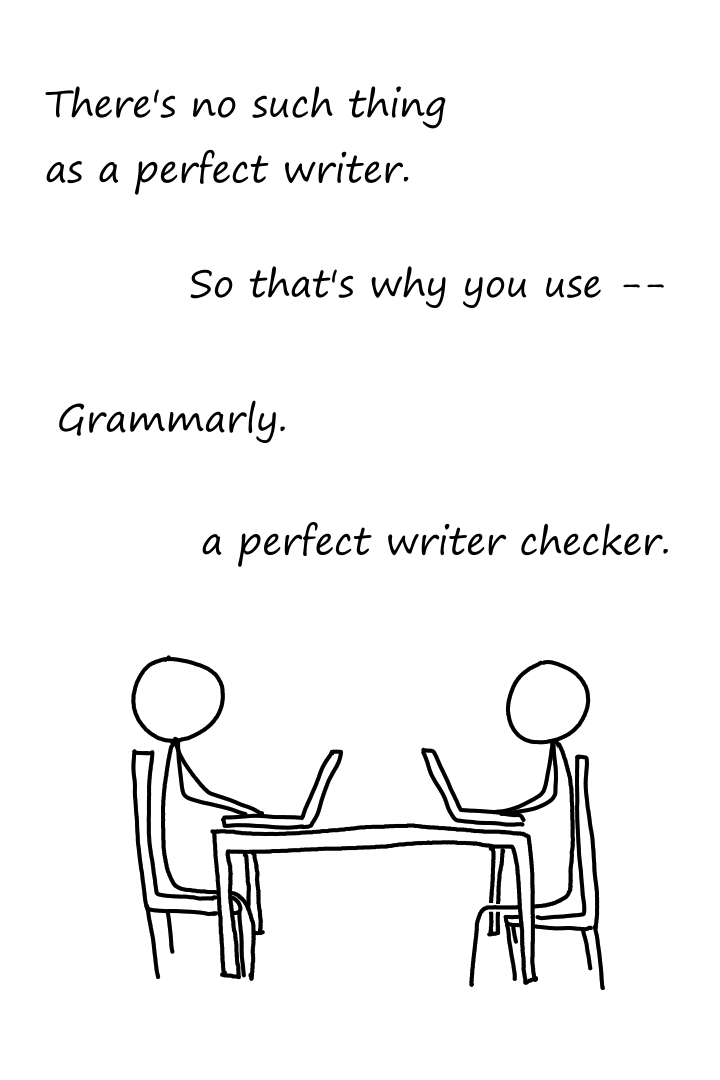 There's no such thing
as a perfect writer.
So that's why you use --
Grammarly.
a perfect writer checker.